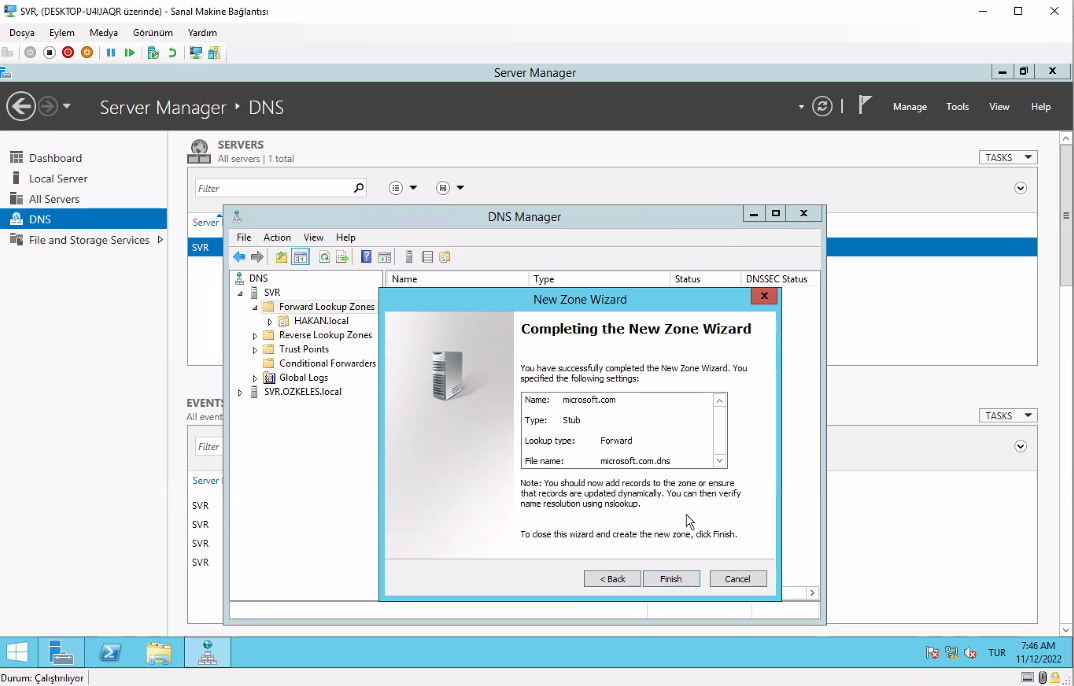 SVR, (DESKTOP-U4IJAQR üzerinde) - Sanal Makine Bağlantısı
Dosya Eylem Medya Görünüm Yardım
Server Manager
Server Manager DNS
Manage Tools View Help
Dashboard
Local Server
All Servers
DNS
File and Storage Services
SERVERS
All servers | 1 total
TASKS
Filter
Server
SVR
DNS Manager
File Action View Help
DNS
SVR
Forward Lookup Zones
HAKAN.local
Reverse Lookup Zones
Trust Points
Conditional Forwarders
Global Logs
SVR.OZKELES.local
Name Type Status DNSSEC Status
New Zone Wizard
Completing the New Zone Wizard
You have successfully completed the New Zone Wizard. You
specified the following settings:
Name: microsoft.com
Type: Stub
Lookup type: Forward
File name: microsoft.com.dns
Note: You should now add records to the zone or ensure
that records are updated dynamically. You can then verify
name resolution using nslookup.
To close this wizard and create the new zone, click Finish.
< Back Finish Cancel
EVENTS
All event
TASKS
Filter
Server
SVR
SVR
SVR
SVR
TUR
7:46 AM
11/12/2022
Durum: Çalıştırılıyor